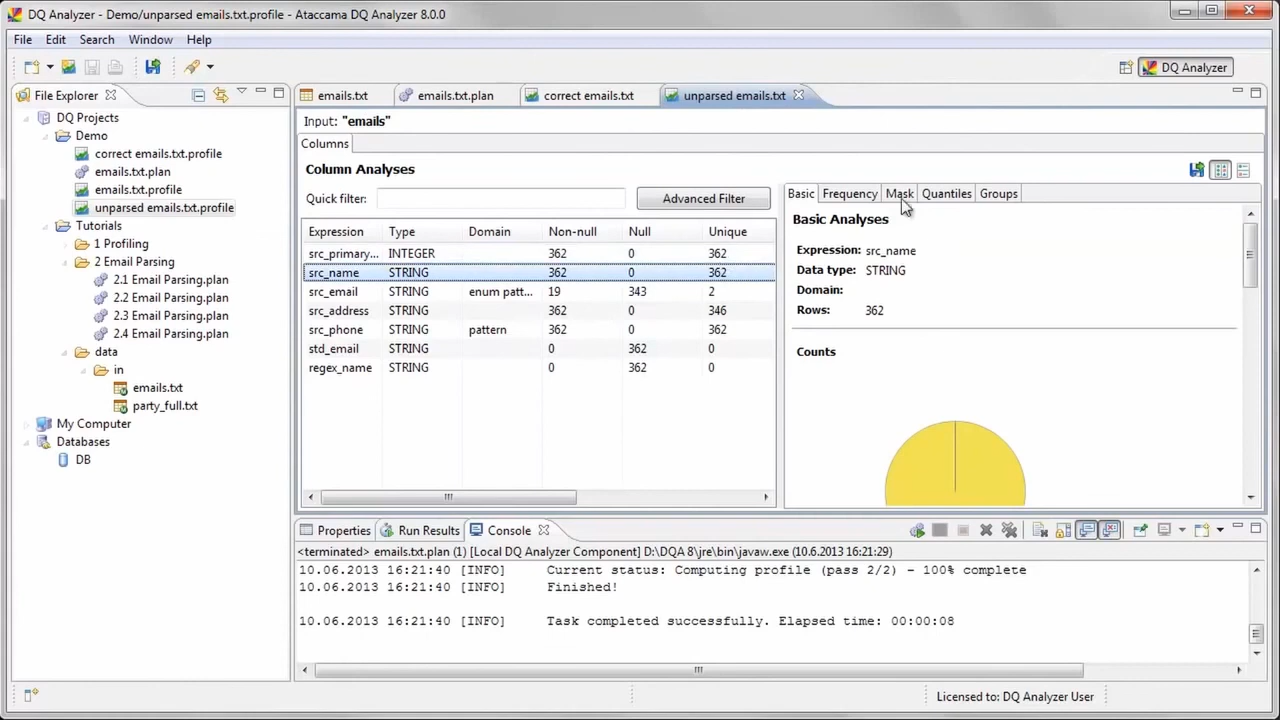 DQ Analyzer - Demo/unparsed emails.txt.profile - Ataccama DQ Analyzer 8.0.0
File Edit Search Window Help
DQ Analyzer
File Explorer
DQ Projects
Demo
correct emails.txt.profile
emails.txt.plan
emails.txt.profile
unparsed emails.txt.profile
Tutorials
1 Profiling
2 Email Parsing
2.1 Email Parsing.plan
2.2 Email Parsing.plan
2.3 Email Parsing.plan
2.4 Email Parsing.plan
data
in
emails.txt
party_full.txt
My Computer
Databases
DB
emails.txt emails.txt.plan correct emails.txt unparsed emails.txt
Input: "emails"
Columns
Column Analyses
Quick filter: Advanced Filter
Expression Type Domain Non-null Null Unique
src_primary... INTEGER 362 0 362
src_name STRING 362 0 362
src_email STRING enum patt... 19 343 2
src_address STRING 362 0 346
src_phone STRING pattern 362 0 362
std_email STRING 0 362 0
regex_name STRING 0 362 0
Basic Frequency Mask Quantiles Groups
Basic Analyses
Expression: src_name
Data type: STRING
Domain:
Rows: 362
Counts
Properties Run Results Console
<terminated> emails.txt.plan (1) [Local DQ Analyzer Component] D:\DQA 8\jre\bin\javaw.exe (10.6.2013 16:21:29)
10.06.2013 16:21:40 [INFO] Current status: Computing profile (pass 2/2) - 100% complete
10.06.2013 16:21:40 [INFO] Finished!
10.06.2013 16:21:40 [INFO] Task completed successfully. Elapsed time: 00:00:08
Licensed to: DQ Analyzer User